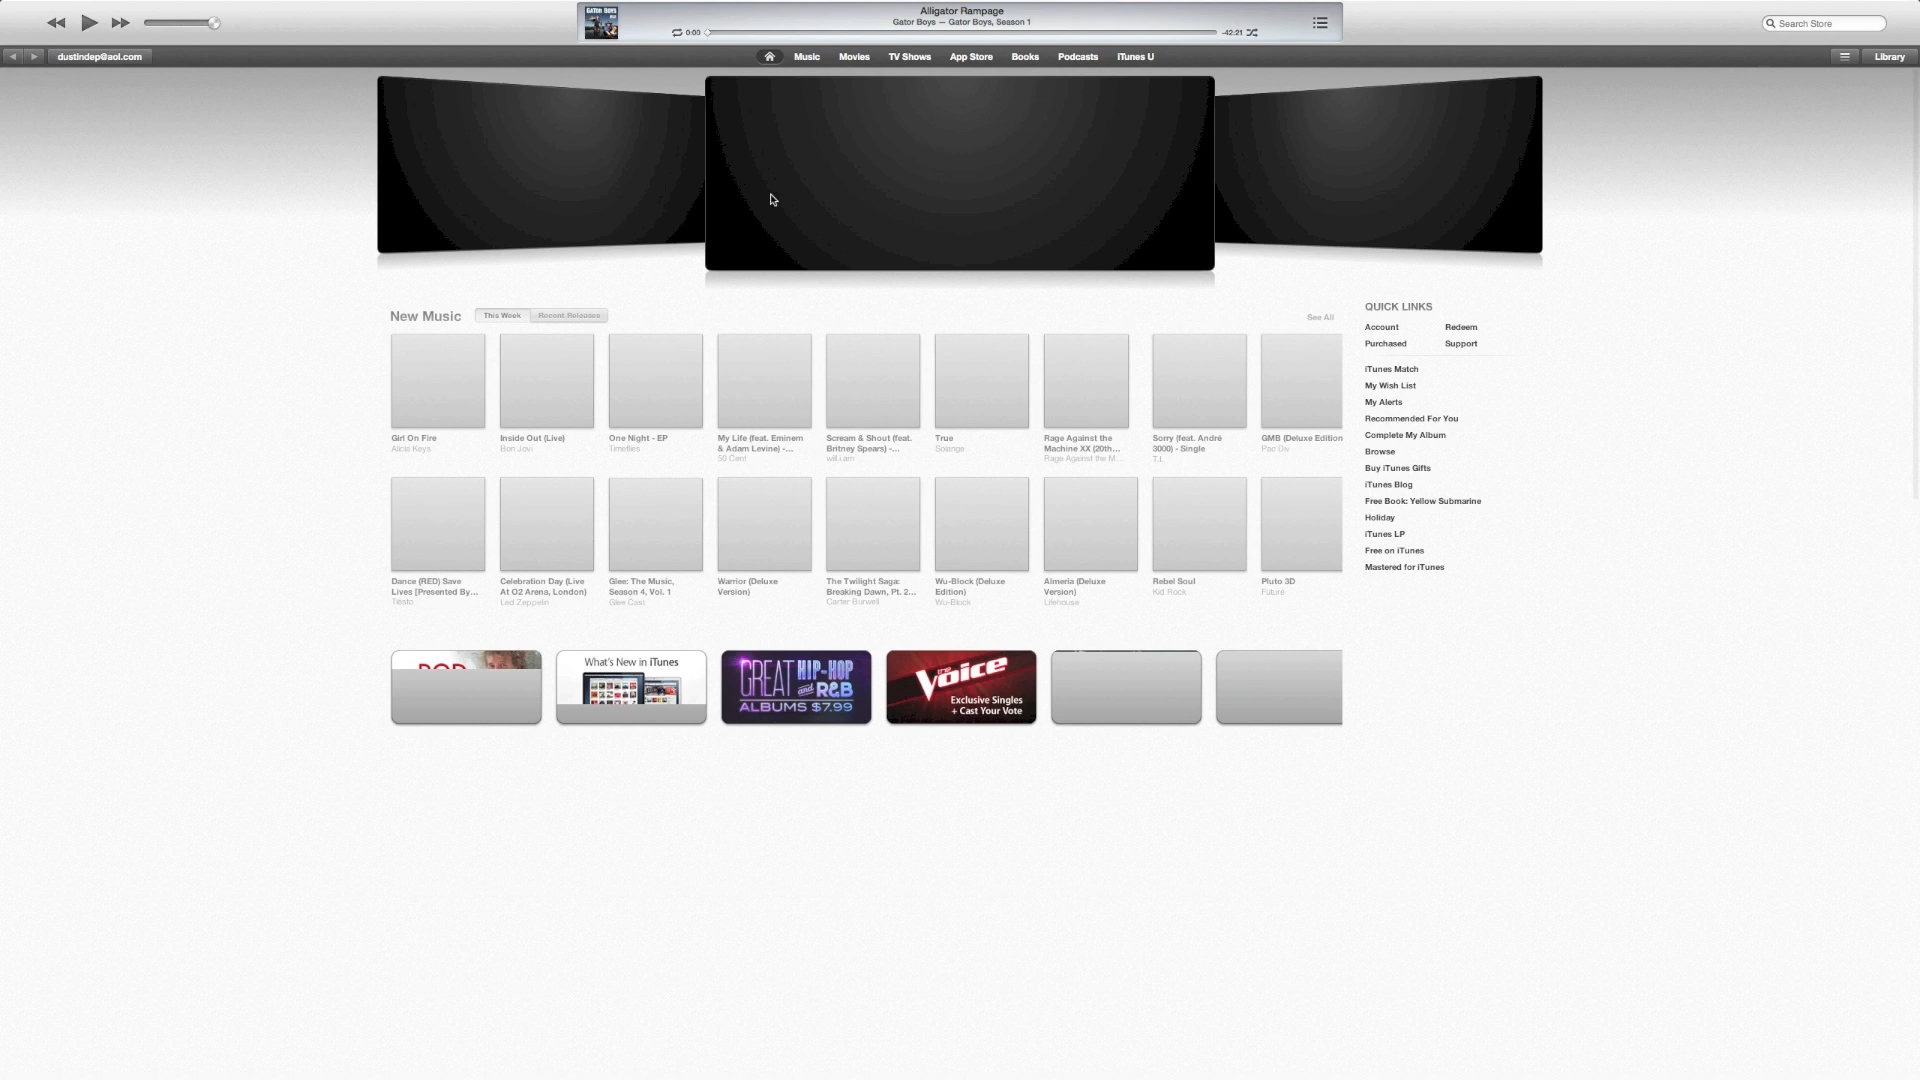 Alligator Rampage
Gator Boys — Gator Boys, Season 1
0:00
-42:21
Search Store
dustindep@aol.com
Music
Movies
TV Shows
App Store
Books
Podcasts
iTunes U
Library
New Music
This Week
Recent Releases
See All
Girl On Fire
Alicia Keys
Inside Out (Live)
Bon Jovi
One Night - EP
Timeflies
My Life (feat. Eminem
& Adam Levine) -...
50 Cent
Scream & Shout (feat.
Britney Spears) -...
will.i.am
True
Solange
Rage Against the
Machine XX (20th...
Rage Against the M...
Sorry (feat. André
3000) - Single
T.I.
GMB (Deluxe Edition
Pac Div
Dance (RED) Save
Lives [Presented By...
Tiësto
Celebration Day (Live
At O2 Arena, London)
Led Zeppelin
Glee: The Music,
Season 4, Vol. 1
Glee Cast
Warrior (Deluxe
Version)
The Twilight Saga:
Breaking Dawn, Pt. 2...
Carter Burwell
Wu-Block (Deluxe
Edition)
Wu-Block
Almeria (Deluxe
Version)
Lifehouse
Rebel Soul
Kid Rock
Pluto 3D
Future
What's New in iTunes
GREAT HIP-HOP
and R&B
ALBUMS $7.99
the
Voice
Exclusive Singles
+ Cast Your Vote
QUICK LINKS
Account
Redeem
Purchased
Support
iTunes Match
My Wish List
My Alerts
Recommended For You
Complete My Album
Browse
Buy iTunes Gifts
iTunes Blog
Free Book: Yellow Submarine
Holiday
iTunes LP
Free on iTunes
Mastered for iTunes